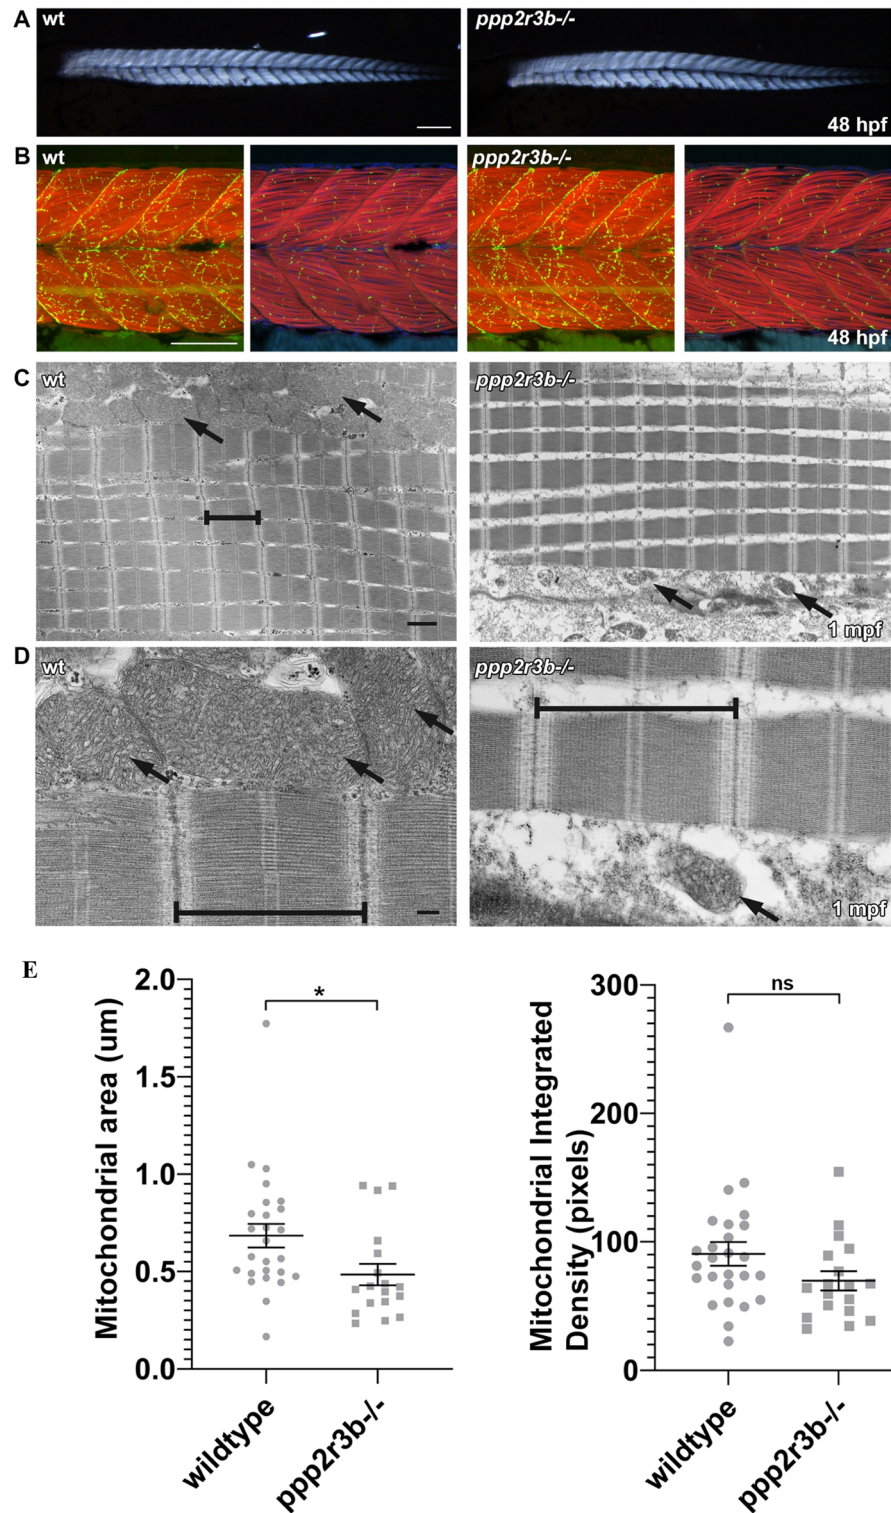 A wt ppp2r3b-/-
48 hpf
B wt ppp2r3b-/-
48 hpf
C wt ppp2r3b-/-
1 mpf
D wt ppp2r3b-/-
1 mpf
E
Mitochondrial area (um)
2.0
1.5
1.0
0.5
0.0
*
wildtype
ppp2r3b-/-
Mitochondrial Integrated
Density (pixels)
300
200
100
0
ns
wildtype
ppp2r3b-/-